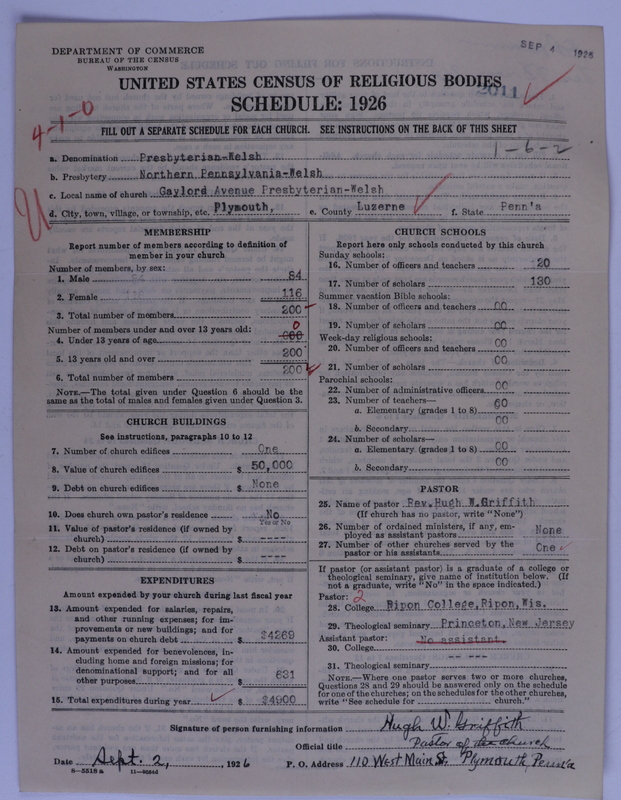 DEPARTMENT OF COMMERCE
BUREAU OF THE CENSUS
WASHINGTON
SEP 4 1926
UNITED STATES CENSUS OF RELIGIOUS BODIES
2011
SCHEDULE: 1926
4-1-0
FILL OUT A SEPARATE SCHEDULE FOR EACH CHURCH. SEE INSTRUCTIONS ON THE BACK OF THIS SHEET
1-6-2
a. Denomination Presbyterian-Welsh
b. Presbytery Northern Pennsylvania-Welsh
c. Local name of church Gaylord Avenue Presbyterian-Welsh
d. City, town, village, or township, etc. Plymouth, e. County Luzerne f. State Penn's
MEMBERSHIP
Report number of members according to definition of
member in your church
Number of members, by sex:
1. Male 84
2. Female 116
3. Total number of members 200
Number of members under and over 13 years old: 0
4. Under 13 years of age 000
5. 13 years old and over 200
6. Total number of members 200
NOTE.—The total given under Question 6 should be the
same as the total of males and females given under Question 3.
CHURCH BUILDINGS
See instructions, paragraphs 10 to 12
7. Number of church edifices One
8. Value of church edifices $ 50,000
9. Debt on church edifices $ None
10. Does church own pastor's residence No
Yes or No
11. Value of pastor's residence (if owned by
church) $ ----
12. Debt on pastor's residence (if owned by
church) $ ----
EXPENDITURES
Amount expended by your church during last fiscal year
13. Amount expended for salaries, repairs,
and other running expenses; for im-
provements or new buildings; and for
payments on church debt $ $4269
14. Amount expended for benevolences, in-
cluding home and foreign missions; for
denominational support; and for all
other purposes $ 631
15. Total expenditures during year $ $4900
CHURCH SCHOOLS
Report here only schools conducted by this church
Sunday schools:
16. Number of officers and teachers 20
17. Number of scholars 130
Summer vacation Bible schools:
18. Number of officers and teachers 00
19. Number of scholars 00
Week-day religious schools:
20. Number of officers and teachers 00
21. Number of scholars 00
Parochial schools:
22. Number of administrative officers 00
23. Number of teachers—
a. Elementary (grades 1 to 8) 00
b. Secondary 00
24. Number of scholars—
a. Elementary (grades 1 to 8) 00
b. Secondary 00
PASTOR
25. Name of pastor Rev. Hugh W. Griffith
(If church has no pastor, write "None")
26. Number of ordained ministers, if any, em-
ployed as assistant pastors None
27. Number of other churches served by the
pastor or his assistants One
If pastor (or assistant pastor) is a graduate of a college or
theological seminary, give name of institution below. (If
not a graduate, write "No" in the space indicated.)
Pastor: 2
28. College Ripon College, Ripon, Wis.
29. Theological seminary Princeton, New Jersey
Assistant pastor: No assistant.
30. College
31. Theological seminary -- ---
NOTE.—Where one pastor serves two or more churches,
Questions 28 and 29 should be answered only on the schedule
for one of the churches; on the schedules for the other churches,
write "See schedule for church."
Signature of person furnishing information Hugh W. Griffith
Official title Pastor of the church
Date Sept. 2, 1926 P. O. Address 110 West Main St, Plymouth, Penn'a
8-5518 a